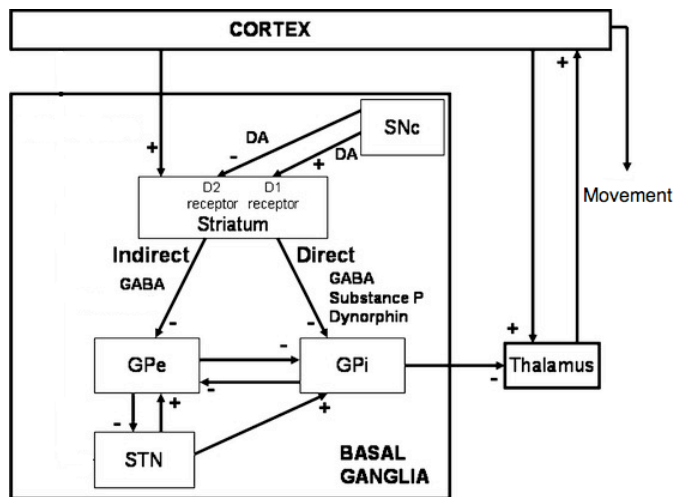 CORTEX
+
+
SNc
DA
-
+
DA
+
D2 D1
receptor receptor
Striatum
Movement
Indirect
Direct
GABA
GABA
Substance P
Dynorphin
-
-
+
GPe
-
-
GPi
-
Thalamus
-
+
+
STN
BASAL
GANGLIA